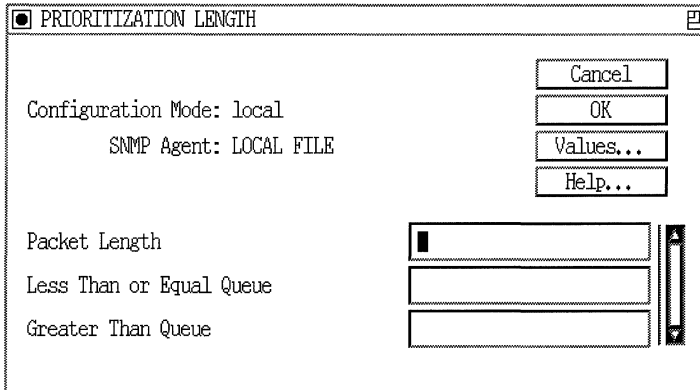 PRIORITIZATION LENGTH
Cancel
Configuration Mode: local
OK
SNMP Agent: LOCAL FILE
Values...
Help...
Packet Length
Less Than or Equal Queue
Greater Than Queue